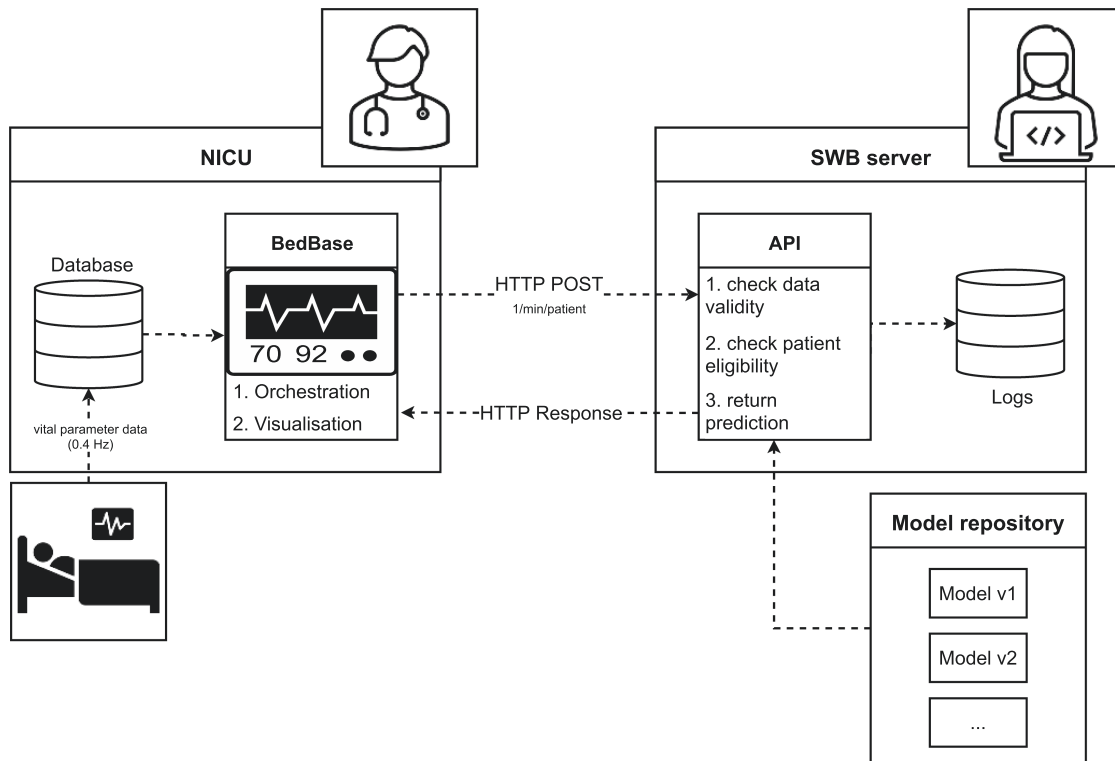 NICU
SWB server
BedBase
API
Database
HTTP POST
1/min/patient
1. check data
validity
2. check patient
eligibility
3. return
prediction
70 92
1. Orchestration
2. Visualisation
HTTP Response
Logs
vital parameter data
(0.4 Hz)
</>
Model repository
Model v1
Model v2
...